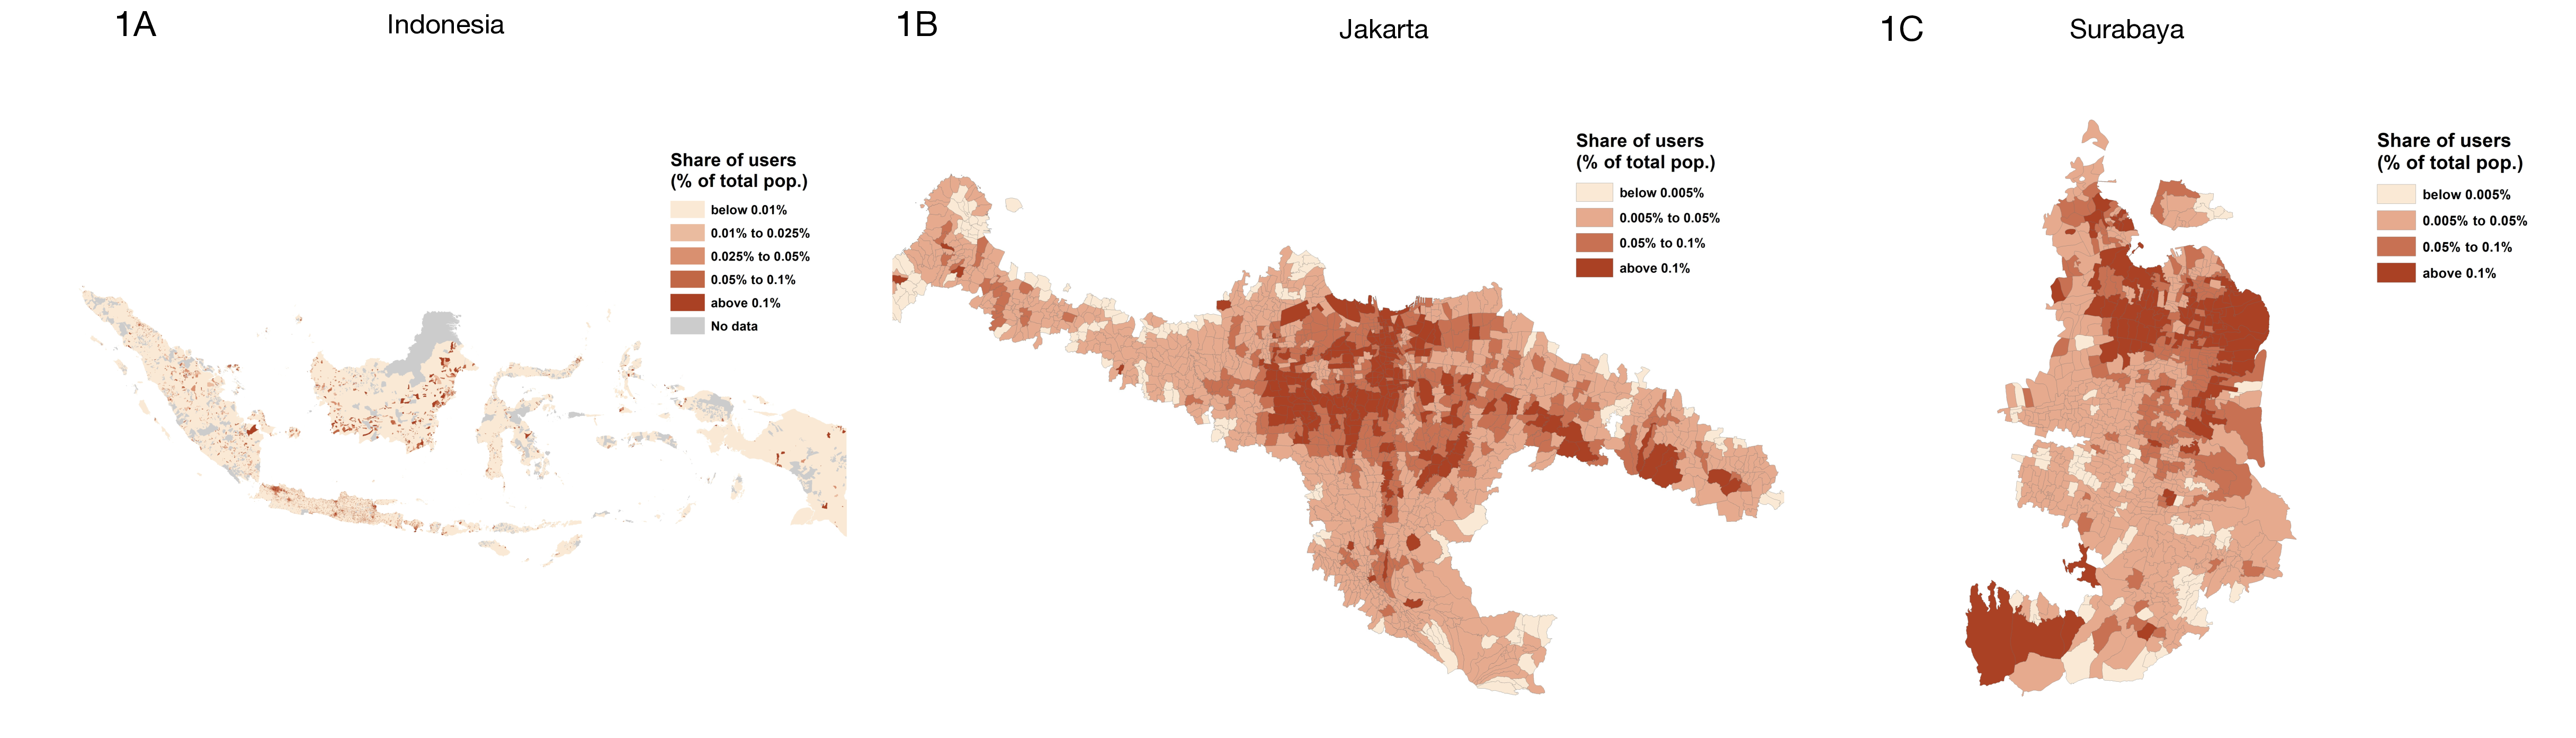 1A
Indonesia
Share of users
(% of total pop.)
below 0.01%
0.01% to 0.025%
0.025% to 0.05%
0.05% to 0.1%
above 0.1%
No data
1B
Jakarta
Share of users
(% of total pop.)
below 0.005%
0.005% to 0.05%
0.05% to 0.1%
above 0.1%
1C
Surabaya
Share of users
(% of total pop.)
below 0.005%
0.005% to 0.05%
0.05% to 0.1%
above 0.1%